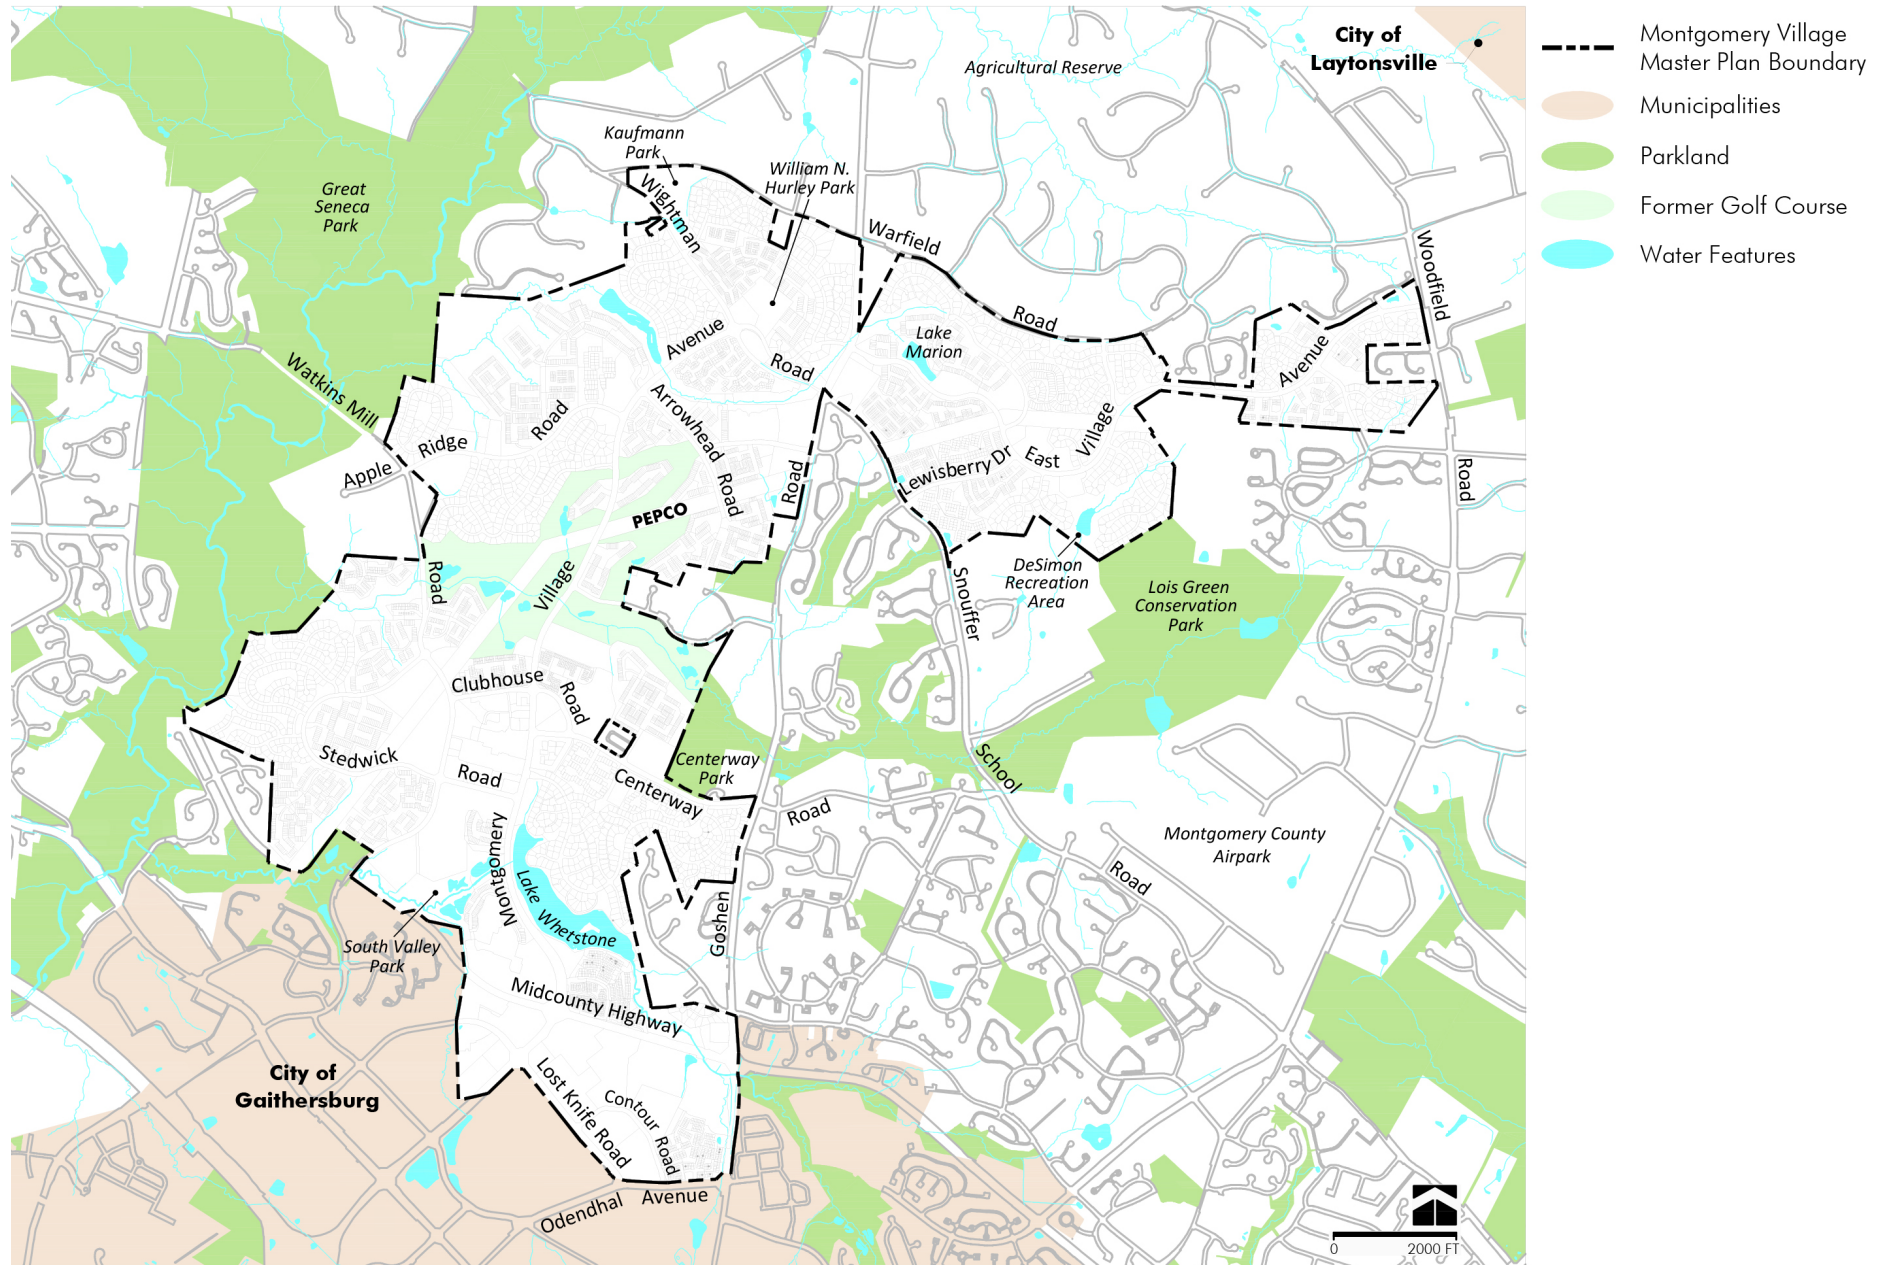 City of
Laytonsville
Agricultural Reserve
Kaufmann
Park
William N.
Hurley Park
Great
Seneca
Park
Wightman
Warfield
Woodfield
Road
Avenue
Road
Lake
Marion
Avenue
Watkins Mill
Ridge
Road
Arrowhead
Road
Apple
Road
Lewisberry Dr
East
Village
Road
PEPCO
Road
Village
Snouffer
DeSimon
Recreation
Area
Lois Green
Conservation
Park
Clubhouse
Road
Stedwick
Road
Centerway
Park
Centerway
Road
School
Montgomery County
Airpark
Montgomery
Lake Whetstone
Road
Goshen
South Valley
Park
Midcounty Highway
City of
Gaithersburg
Lost Knife Road
Contour Road
Odendhal Avenue
0 2000 FT
Montgomery Village
Master Plan Boundary
Municipalities
Parkland
Former Golf Course
Water Features